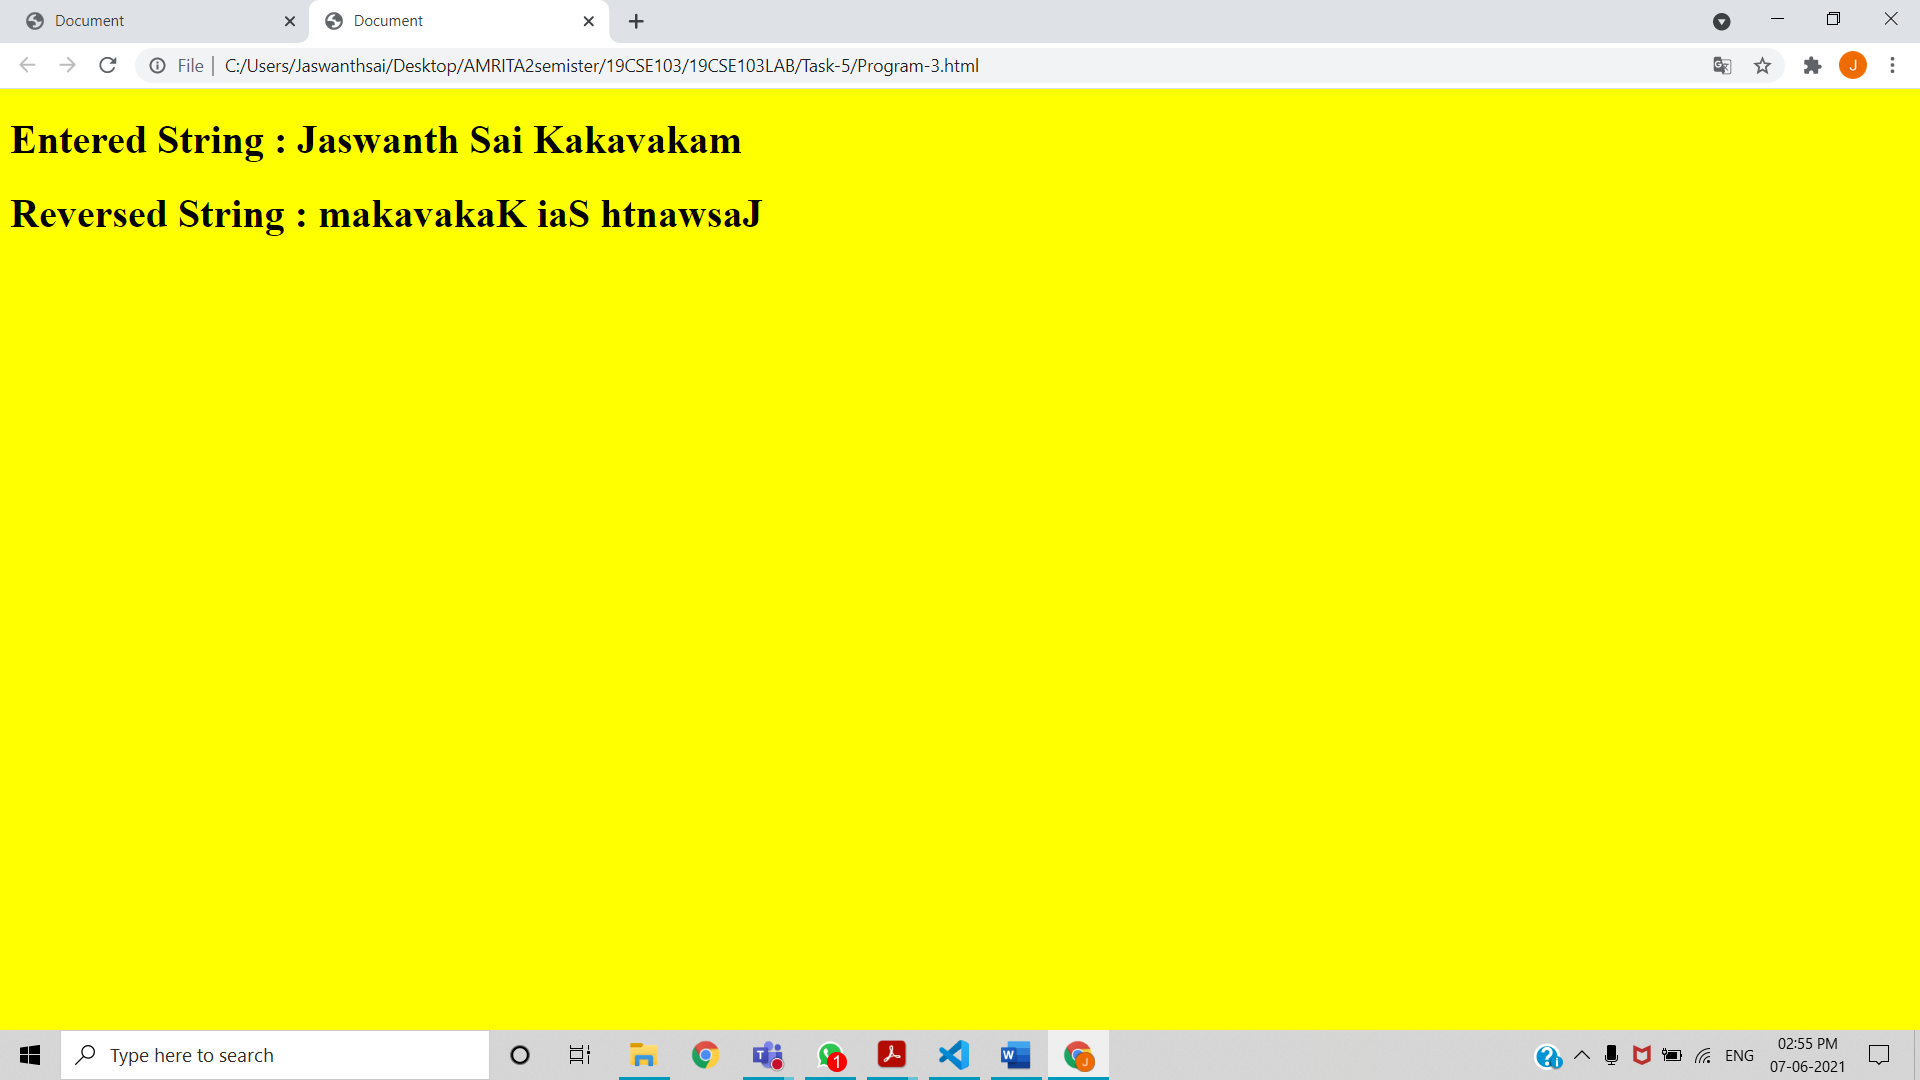 Document
Document
File
C:/Users/Jaswanthsai/Desktop/AMRITA2semister/19CSE103/19CSE103LAB/Task-5/Program-3.html
J
Entered String : Jaswanth Sai Kakavakam
Reversed String : makavakaK iaS htnawsaJ
Type here to search
T
1
W
J
ENG
02:55 PM
07-06-2021